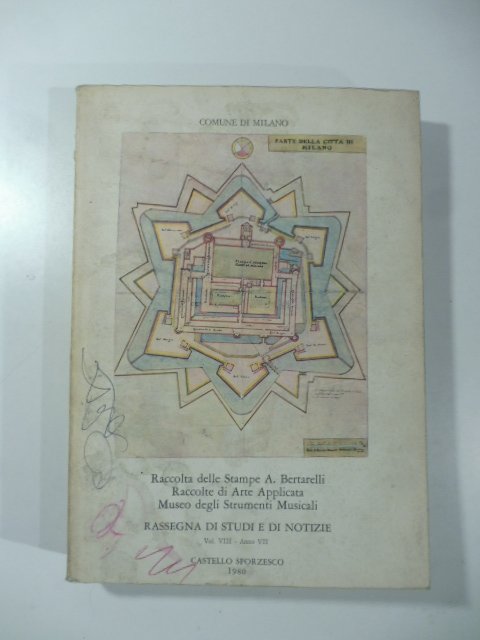 COMUNE DI MILANO
PARTE DELLA CITTA DI
MILANO
Raccolta delle Stampe A. Bertarelli
Raccolte di Arte Applicata
Museo degli Strumenti Musicali
RASSEGNA DI STUDI E DI NOTIZIE
Vol. VIII - Anno VII
CASTELLO SFORZESCO
1980